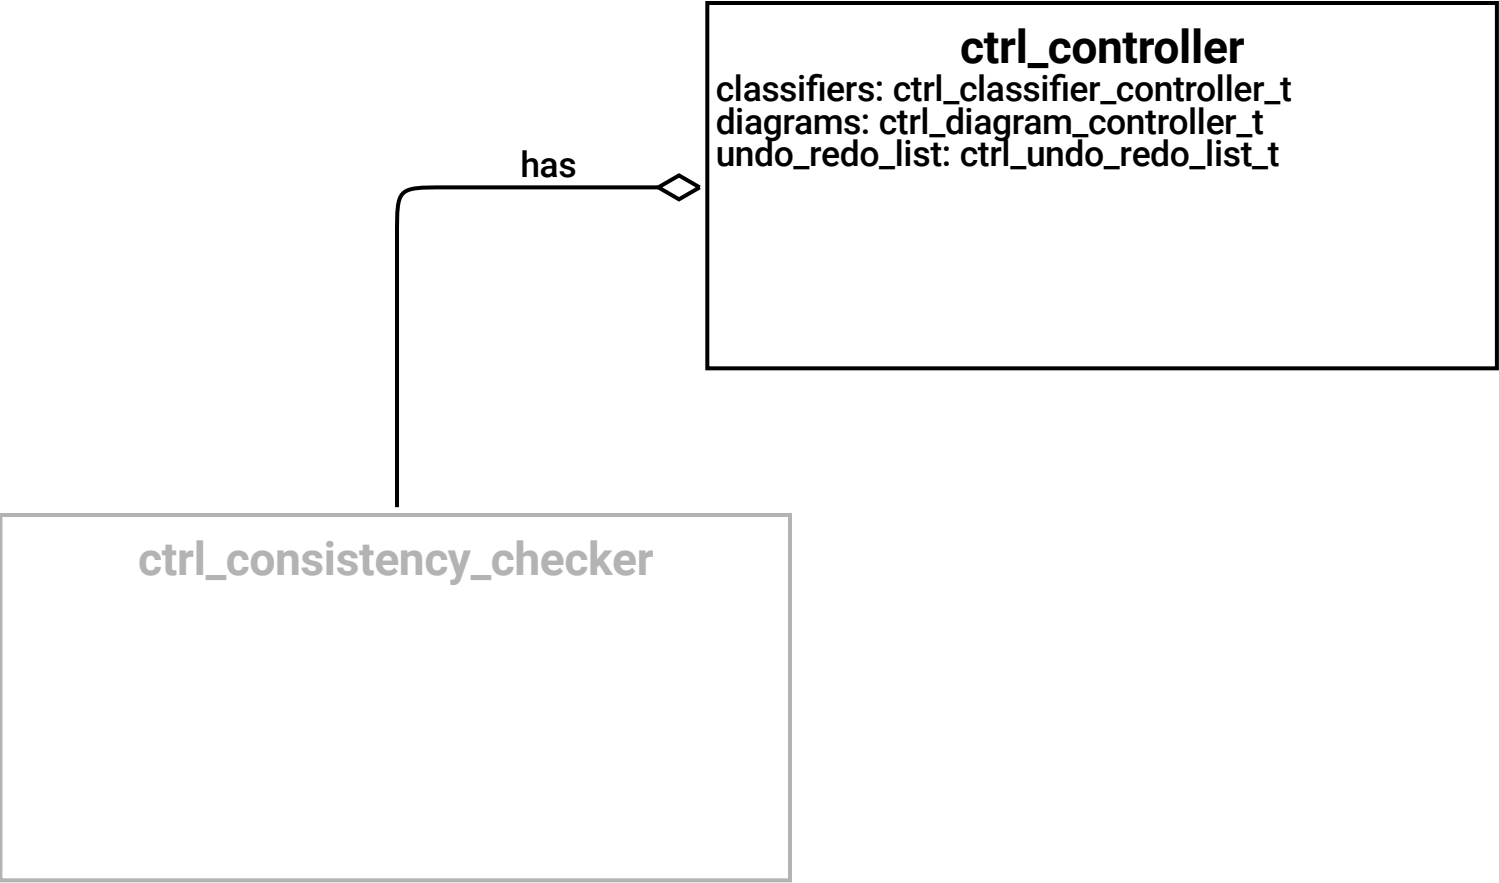 ctrl_controller
classifiers: ctrl_classifier_controller_t
diagrams: ctrl_diagram_controller_t
undo_redo_list: ctrl_undo_redo_list_t
has
ctrl_consistency_checker